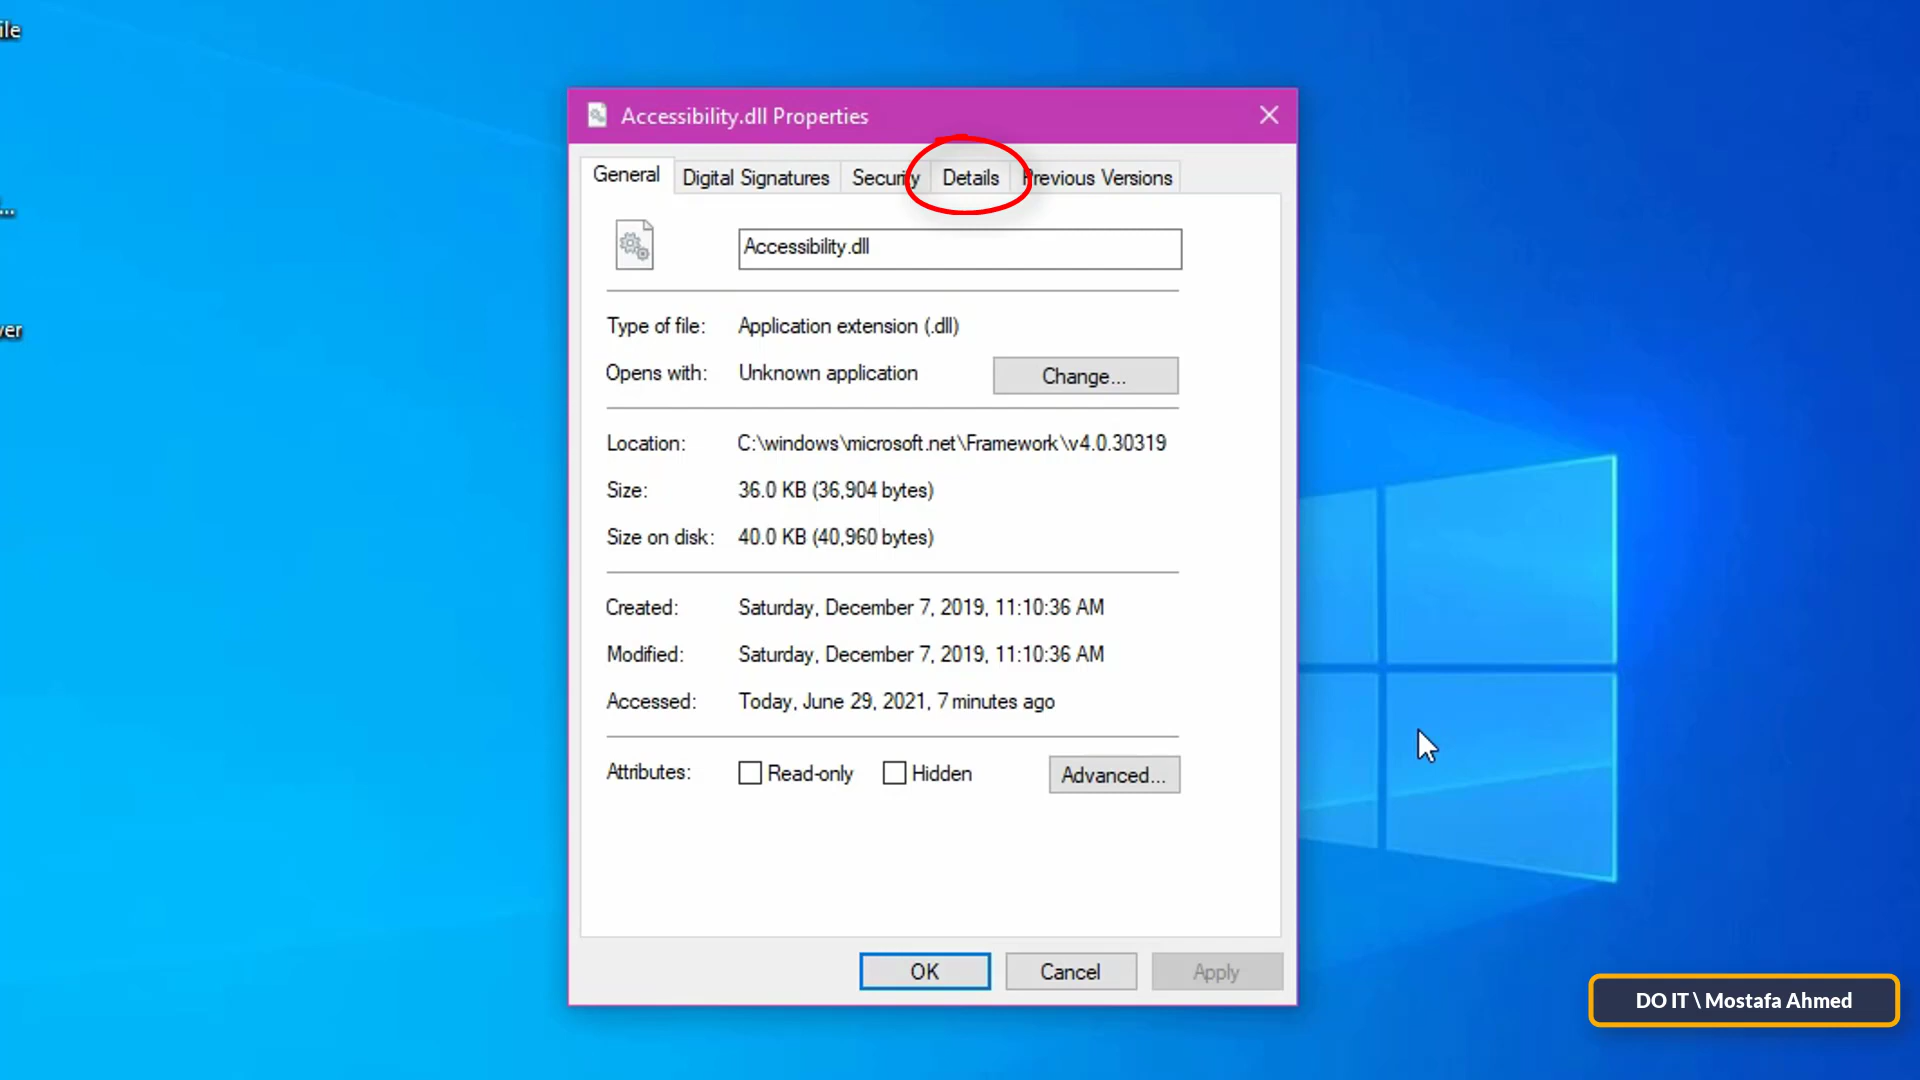 ile
...
ver
Accessibility.dll Properties
General
Digital Signatures
Security
Details
Previous Versions
Accessibility.dll
Type of file: Application extension (.dll)
Opens with: Unknown application
Change...
Location: C:\windows\microsoft.net\Framework\v4.0.30319
Size: 36.0 KB (36,904 bytes)
Size on disk: 40.0 KB (40,960 bytes)
Created: Saturday, December 7, 2019, 11:10:36 AM
Modified: Saturday, December 7, 2019, 11:10:36 AM
Accessed: Today, June 29, 2021, 7 minutes ago
Attributes: Read-only Hidden
Advanced...
OK
Cancel
Apply
DO IT \ Mostafa Ahmed